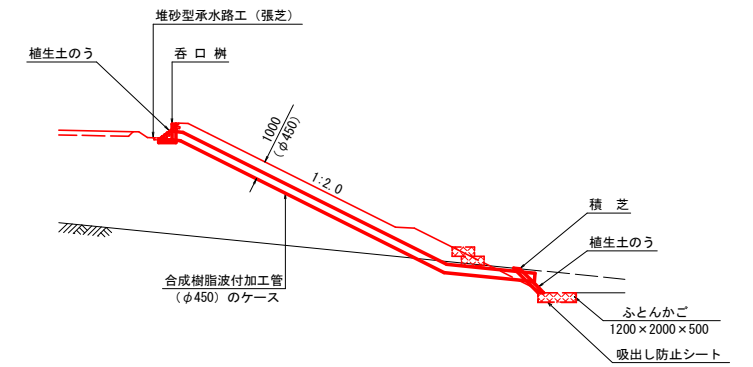 堆砂型承水路工（張芝）
植生土のう
呑 口 桝
1000
(φ450)
1:2.0
積　芝
植生土のう
合成樹脂波付加工管
（φ450）のケース
ふとんかご
1200×2000×500
吸出し防止シート